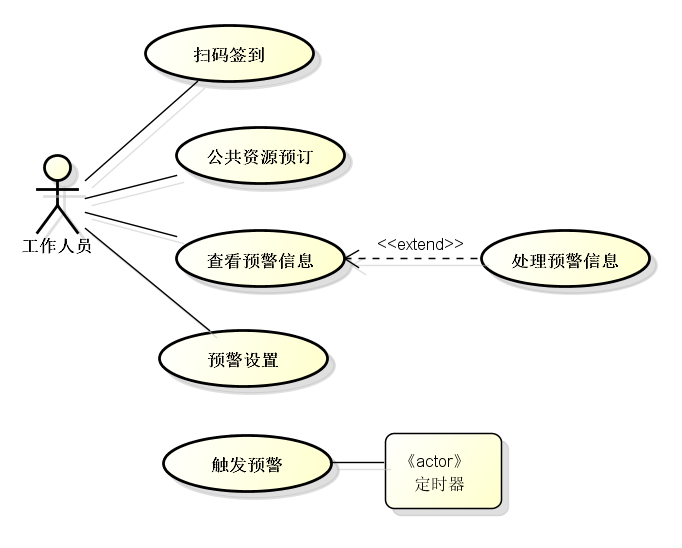 扫码签到
公共资源预订
工作人员
<<extend>>
查看预警信息
处理预警信息
预警设置
触发预警
《actor》
定时器